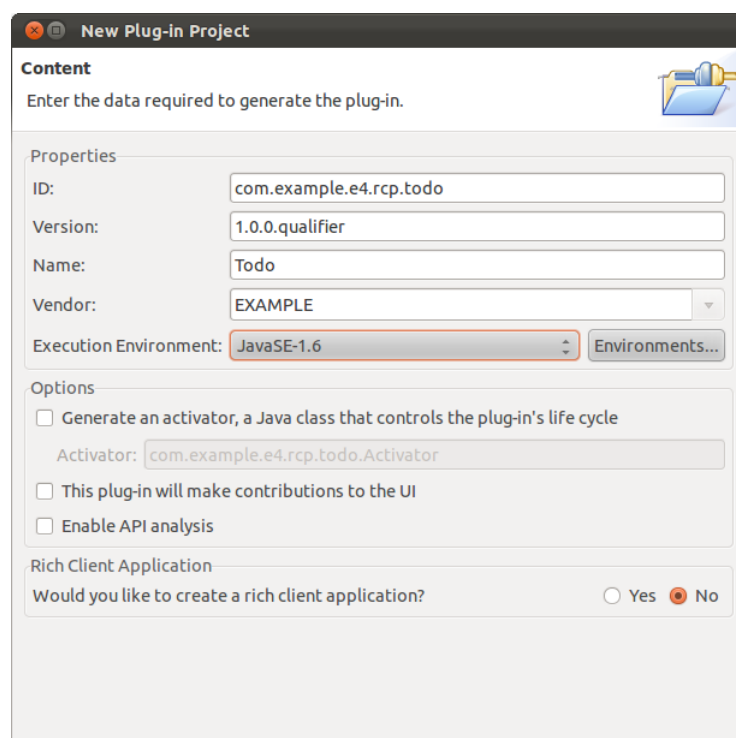 New Plug-in Project
Content
Enter the data required to generate the plug-in.
Properties
ID: com.example.e4.rcp.todo
Version: 1.0.0.qualifier
Name: Todo
Vendor: EXAMPLE
Execution Environment: JavaSE-1.6 Environments...
Options
Generate an activator, a Java class that controls the plug-in's life cycle
Activator: com.example.e4.rcp.todo.Activator
This plug-in will make contributions to the UI
Enable API analysis
Rich Client Application
Would you like to create a rich client application? Yes No